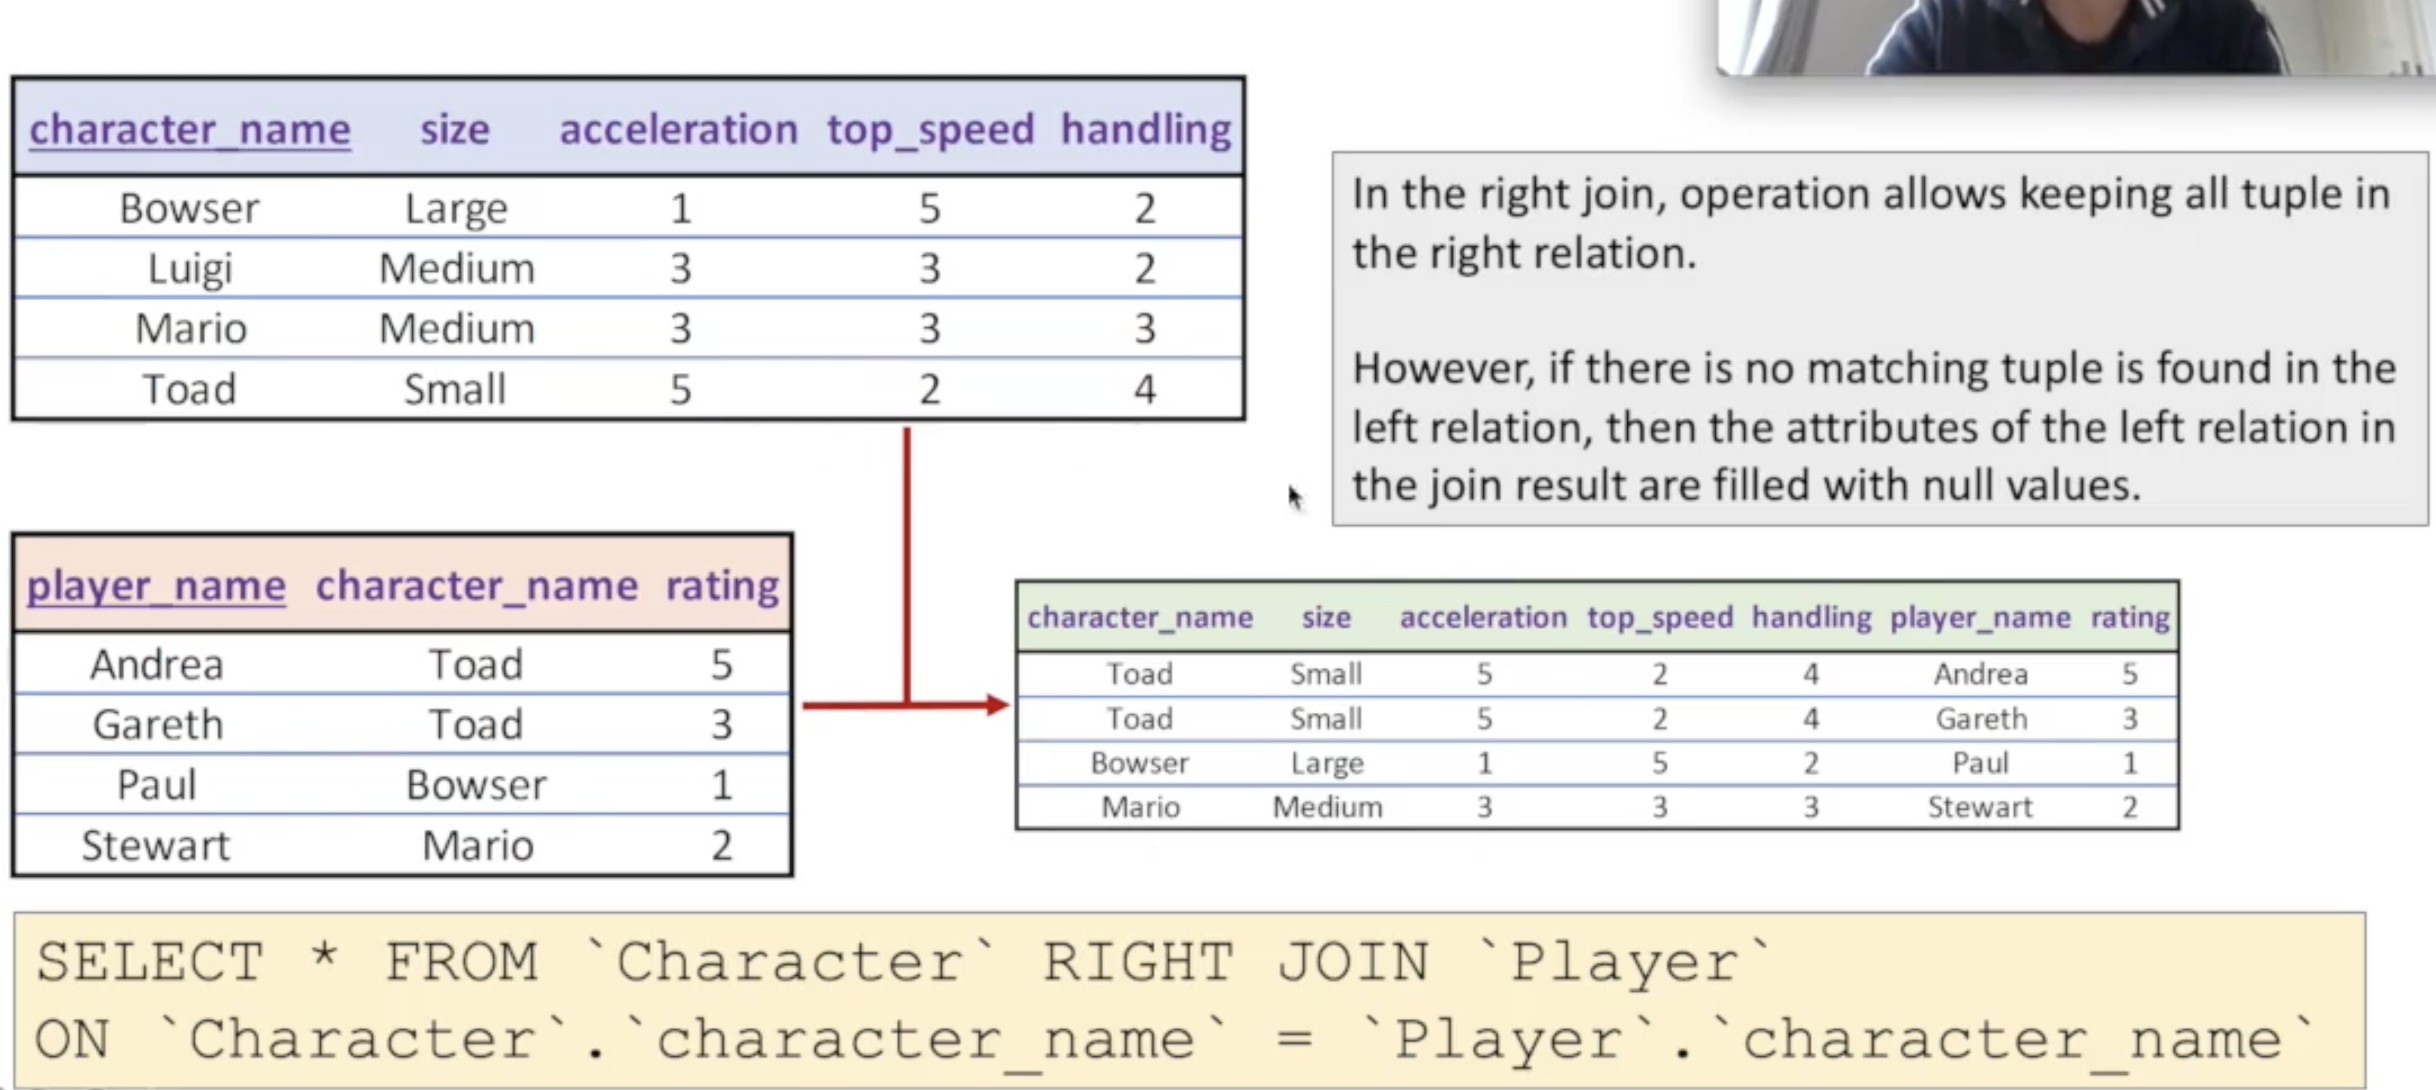 character_name size acceleration top_speed handling
Bowser Large 1 5 2
Luigi Medium 3 3 2
Mario Medium 3 3 3
Toad Small 5 2 4
In the right join, operation allows keeping all tuple in
the right relation.
However, if there is no matching tuple is found in the
left relation, then the attributes of the left relation in
the join result are filled with null values.
player_name character_name rating
Andrea Toad 5
Gareth Toad 3
Paul Bowser 1
Stewart Mario 2
character_name size acceleration top_speed handling player_name rating
Toad Small 5 2 4 Andrea 5
Toad Small 5 2 4 Gareth 3
Bowser Large 1 5 2 Paul 1
Mario Medium 3 3 3 Stewart 2
SELECT * FROM `Character` RIGHT JOIN `Player`
ON `Character`.`character_name` = `Player`.`character_name`